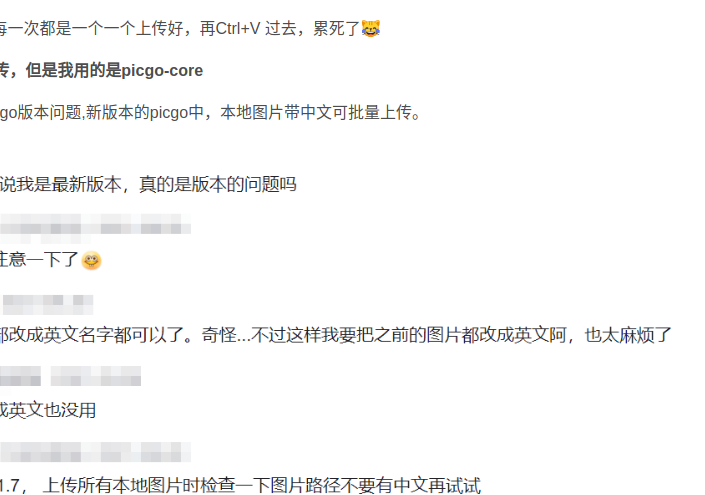 每一次都是一个一个上传好，再Ctrl+V 过去，累死了😹
传，但是我用的是picgo-core
go版本问题,新版本的picgo中，本地图片带中文可批量上传。
说我是最新版本，真的是版本的问题吗
注意一下了
都改成英文名字都可以了。奇怪...不过这样我要把之前的图片都改成英文阿，也太麻烦了
成英文也没用
1.7， 上传所有本地图片时检查一下图片路径不要有中文再试试